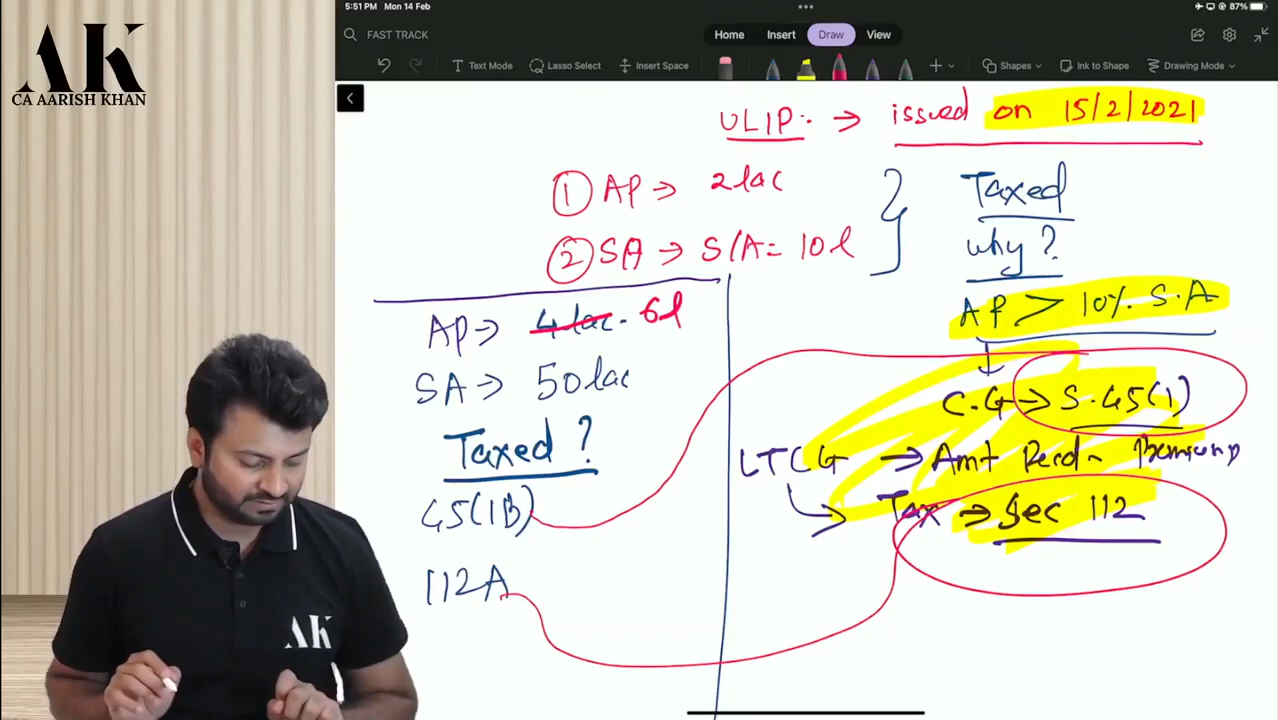 5:51 PM Mon 14 Feb
87%
FAST TRACK
Home Insert Draw View
Text Mode Lasso Select Insert Space Shapes Ink to Shape Drawing Mode
AK
CA AARISH KHAN
ULIP:- → issued on 15/2/2021
① AP → 2 lac
② SA → S/A = 10 l
Taxed
why?
AP > 10% S.A
C.G → S.45(1)
LTCG → Amt Recd - Premium
Tax → Sec 112
AP → 4 lac. 6 l
SA → 50 lac
Taxed ?
45(1B)
112A
AK